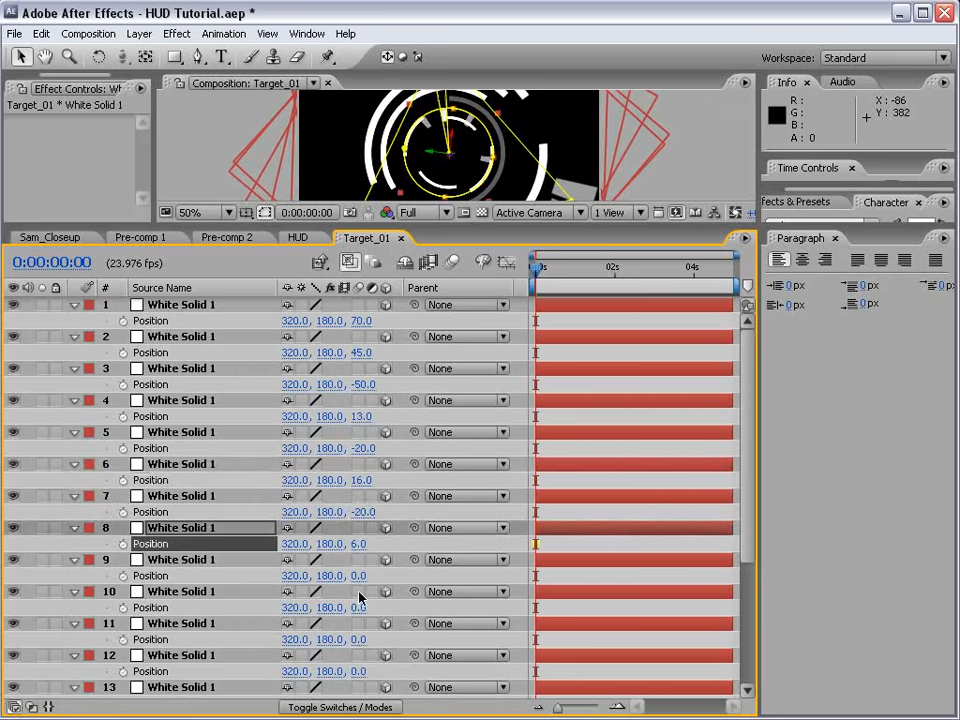 Adobe After Effects - HUD Tutorial.aep *
File Edit Composition Layer Effect Animation View Window Help
Workspace: Standard
Effect Controls: Wh
Target_01 * White Solid 1
Composition: Target_01
Info Audio
R: X: -86
G: Y: 382
B:
A: 0
Time Controls
50% 0:00:00:00 Full Active Camera 1 View
ffects & Presets Character
Sam_Closeup Pre-comp 1 Pre-comp 2 HUD Target_01
Paragraph
0:00:00:00 (23.976 fps)
02s 04s
# Source Name Parent
0px 0px 0px
0px 0px
1 White Solid 1 None
Position 320.0, 180.0, 70.0
2 White Solid 1 None
Position 320.0, 180.0, 45.0
3 White Solid 1 None
Position 320.0, 180.0, -50.0
4 White Solid 1 None
Position 320.0, 180.0, 13.0
5 White Solid 1 None
Position 320.0, 180.0, -20.0
6 White Solid 1 None
Position 320.0, 180.0, 16.0
7 White Solid 1 None
Position 320.0, 180.0, -20.0
8 White Solid 1 None
Position 320.0, 180.0, 6.0
9 White Solid 1 None
Position 320.0, 180.0, 0.0
10 White Solid 1 None
Position 320.0, 180.0, 0.0
11 White Solid 1 None
Position 320.0, 180.0, 0.0
12 White Solid 1 None
Position 320.0, 180.0, 0.0
13 White Solid 1 None
Toggle Switches / Modes